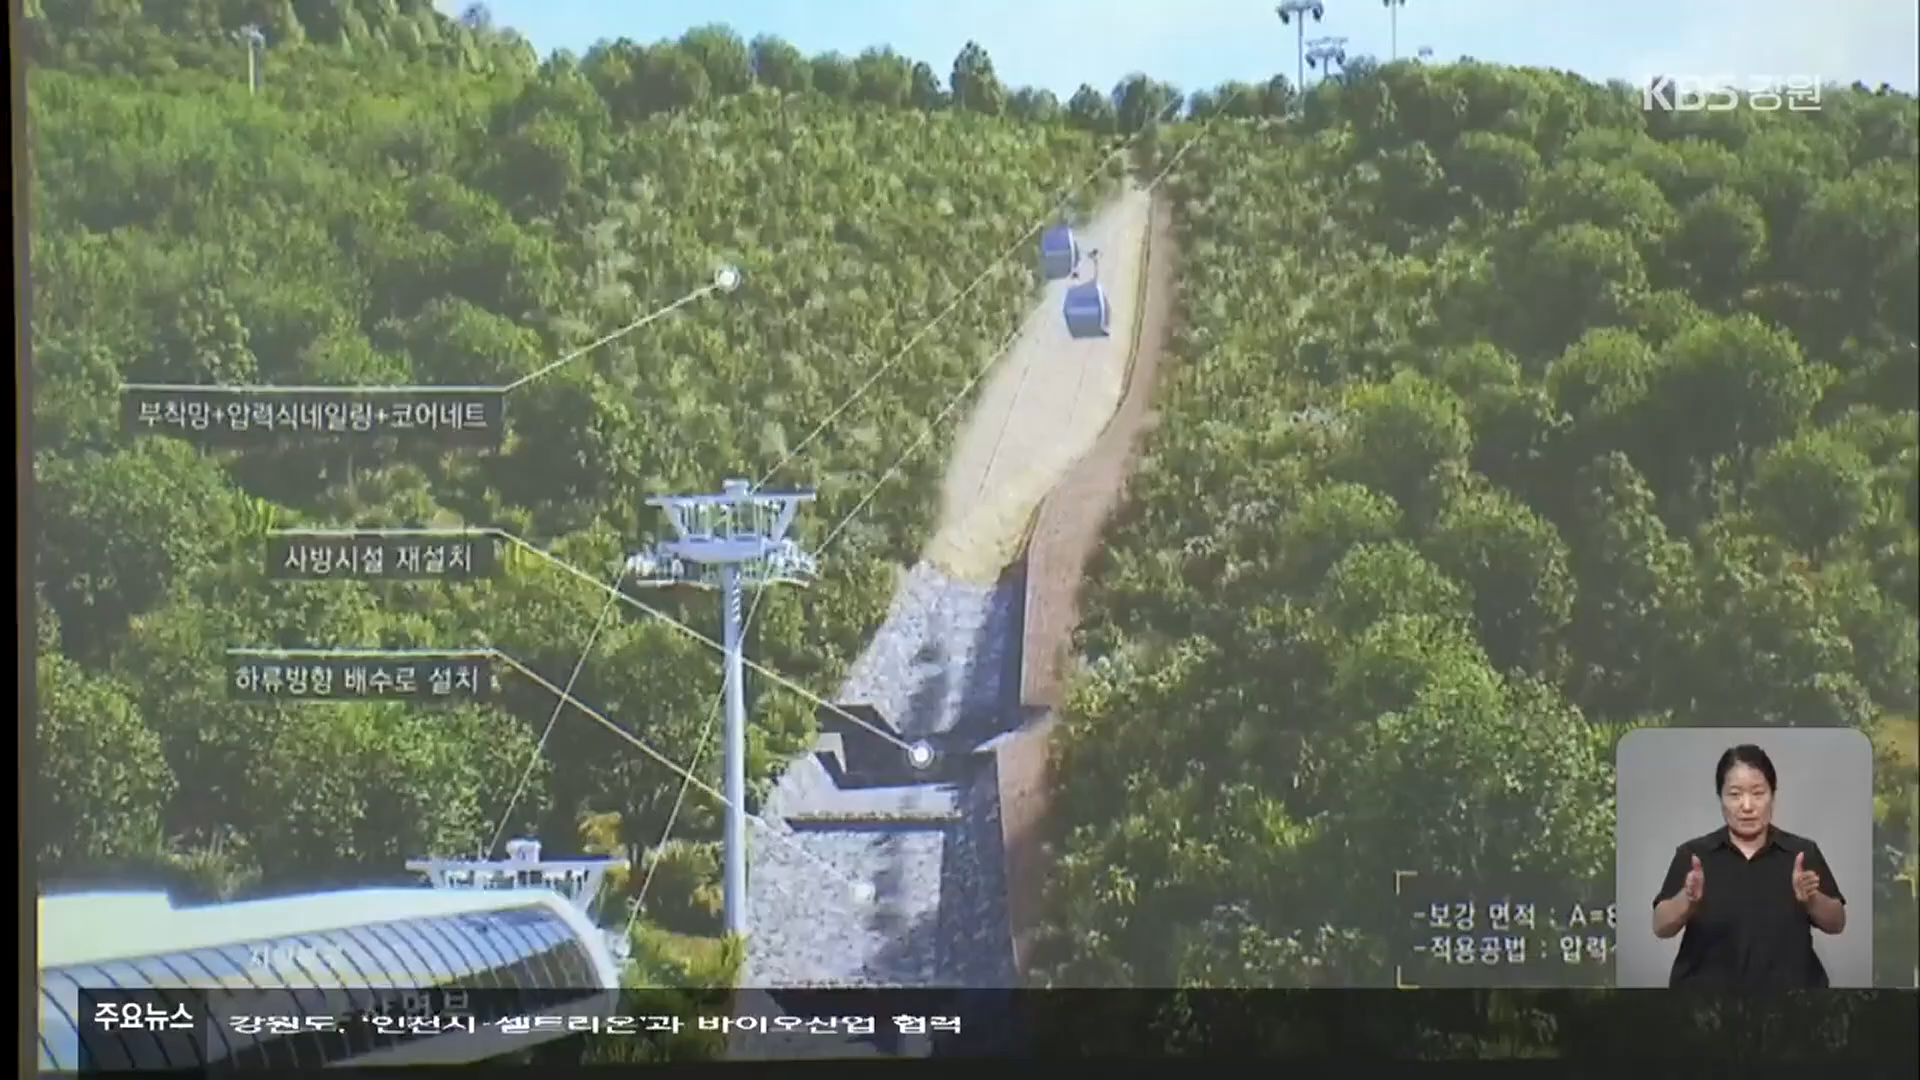 KBS 강원
부착망+압력식네일링+코어네트
사방시설 재설치
하류방향 배수로 설치
-보강 면적 : A=8
-적용공법 : 압력
주요뉴스
강원도, ‘인천시-셀트리온’과 바이오산업 협력